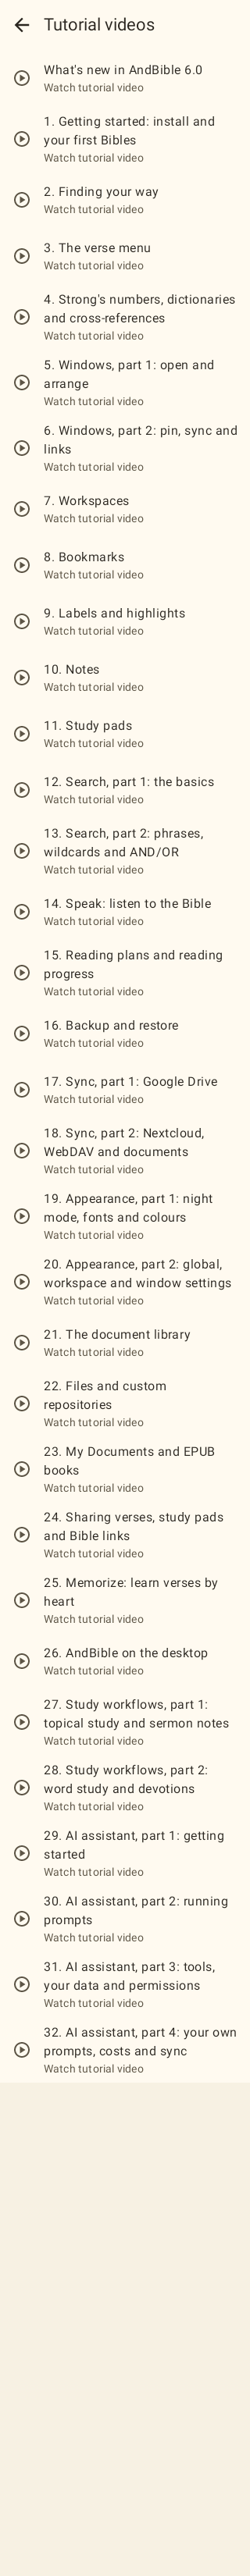 Tutorial videos
What's new in AndBible 6.0
Watch tutorial video
1. Getting started: install and
your first Bibles
Watch tutorial video
2. Finding your way
Watch tutorial video
3. The verse menu
Watch tutorial video
4. Strong's numbers, dictionaries
and cross-references
Watch tutorial video
5. Windows, part 1: open and
arrange
Watch tutorial video
6. Windows, part 2: pin, sync and
links
Watch tutorial video
7. Workspaces
Watch tutorial video
8. Bookmarks
Watch tutorial video
9. Labels and highlights
Watch tutorial video
10. Notes
Watch tutorial video
11. Study pads
Watch tutorial video
12. Search, part 1: the basics
Watch tutorial video
13. Search, part 2: phrases,
wildcards and AND/OR
Watch tutorial video
14. Speak: listen to the Bible
Watch tutorial video
15. Reading plans and reading
progress
Watch tutorial video
16. Backup and restore
Watch tutorial video
17. Sync, part 1: Google Drive
Watch tutorial video
18. Sync, part 2: Nextcloud,
WebDAV and documents
Watch tutorial video
19. Appearance, part 1: night
mode, fonts and colours
Watch tutorial video
20. Appearance, part 2: global,
workspace and window settings
Watch tutorial video
21. The document library
Watch tutorial video
22. Files and custom
repositories
Watch tutorial video
23. My Documents and EPUB
books
Watch tutorial video
24. Sharing verses, study pads
and Bible links
Watch tutorial video
25. Memorize: learn verses by
heart
Watch tutorial video
26. AndBible on the desktop
Watch tutorial video
27. Study workflows, part 1:
topical study and sermon notes
Watch tutorial video
28. Study workflows, part 2:
word study and devotions
Watch tutorial video
29. AI assistant, part 1: getting
started
Watch tutorial video
30. AI assistant, part 2: running
prompts
Watch tutorial video
31. AI assistant, part 3: tools,
your data and permissions
Watch tutorial video
32. AI assistant, part 4: your own
prompts, costs and sync
Watch tutorial video